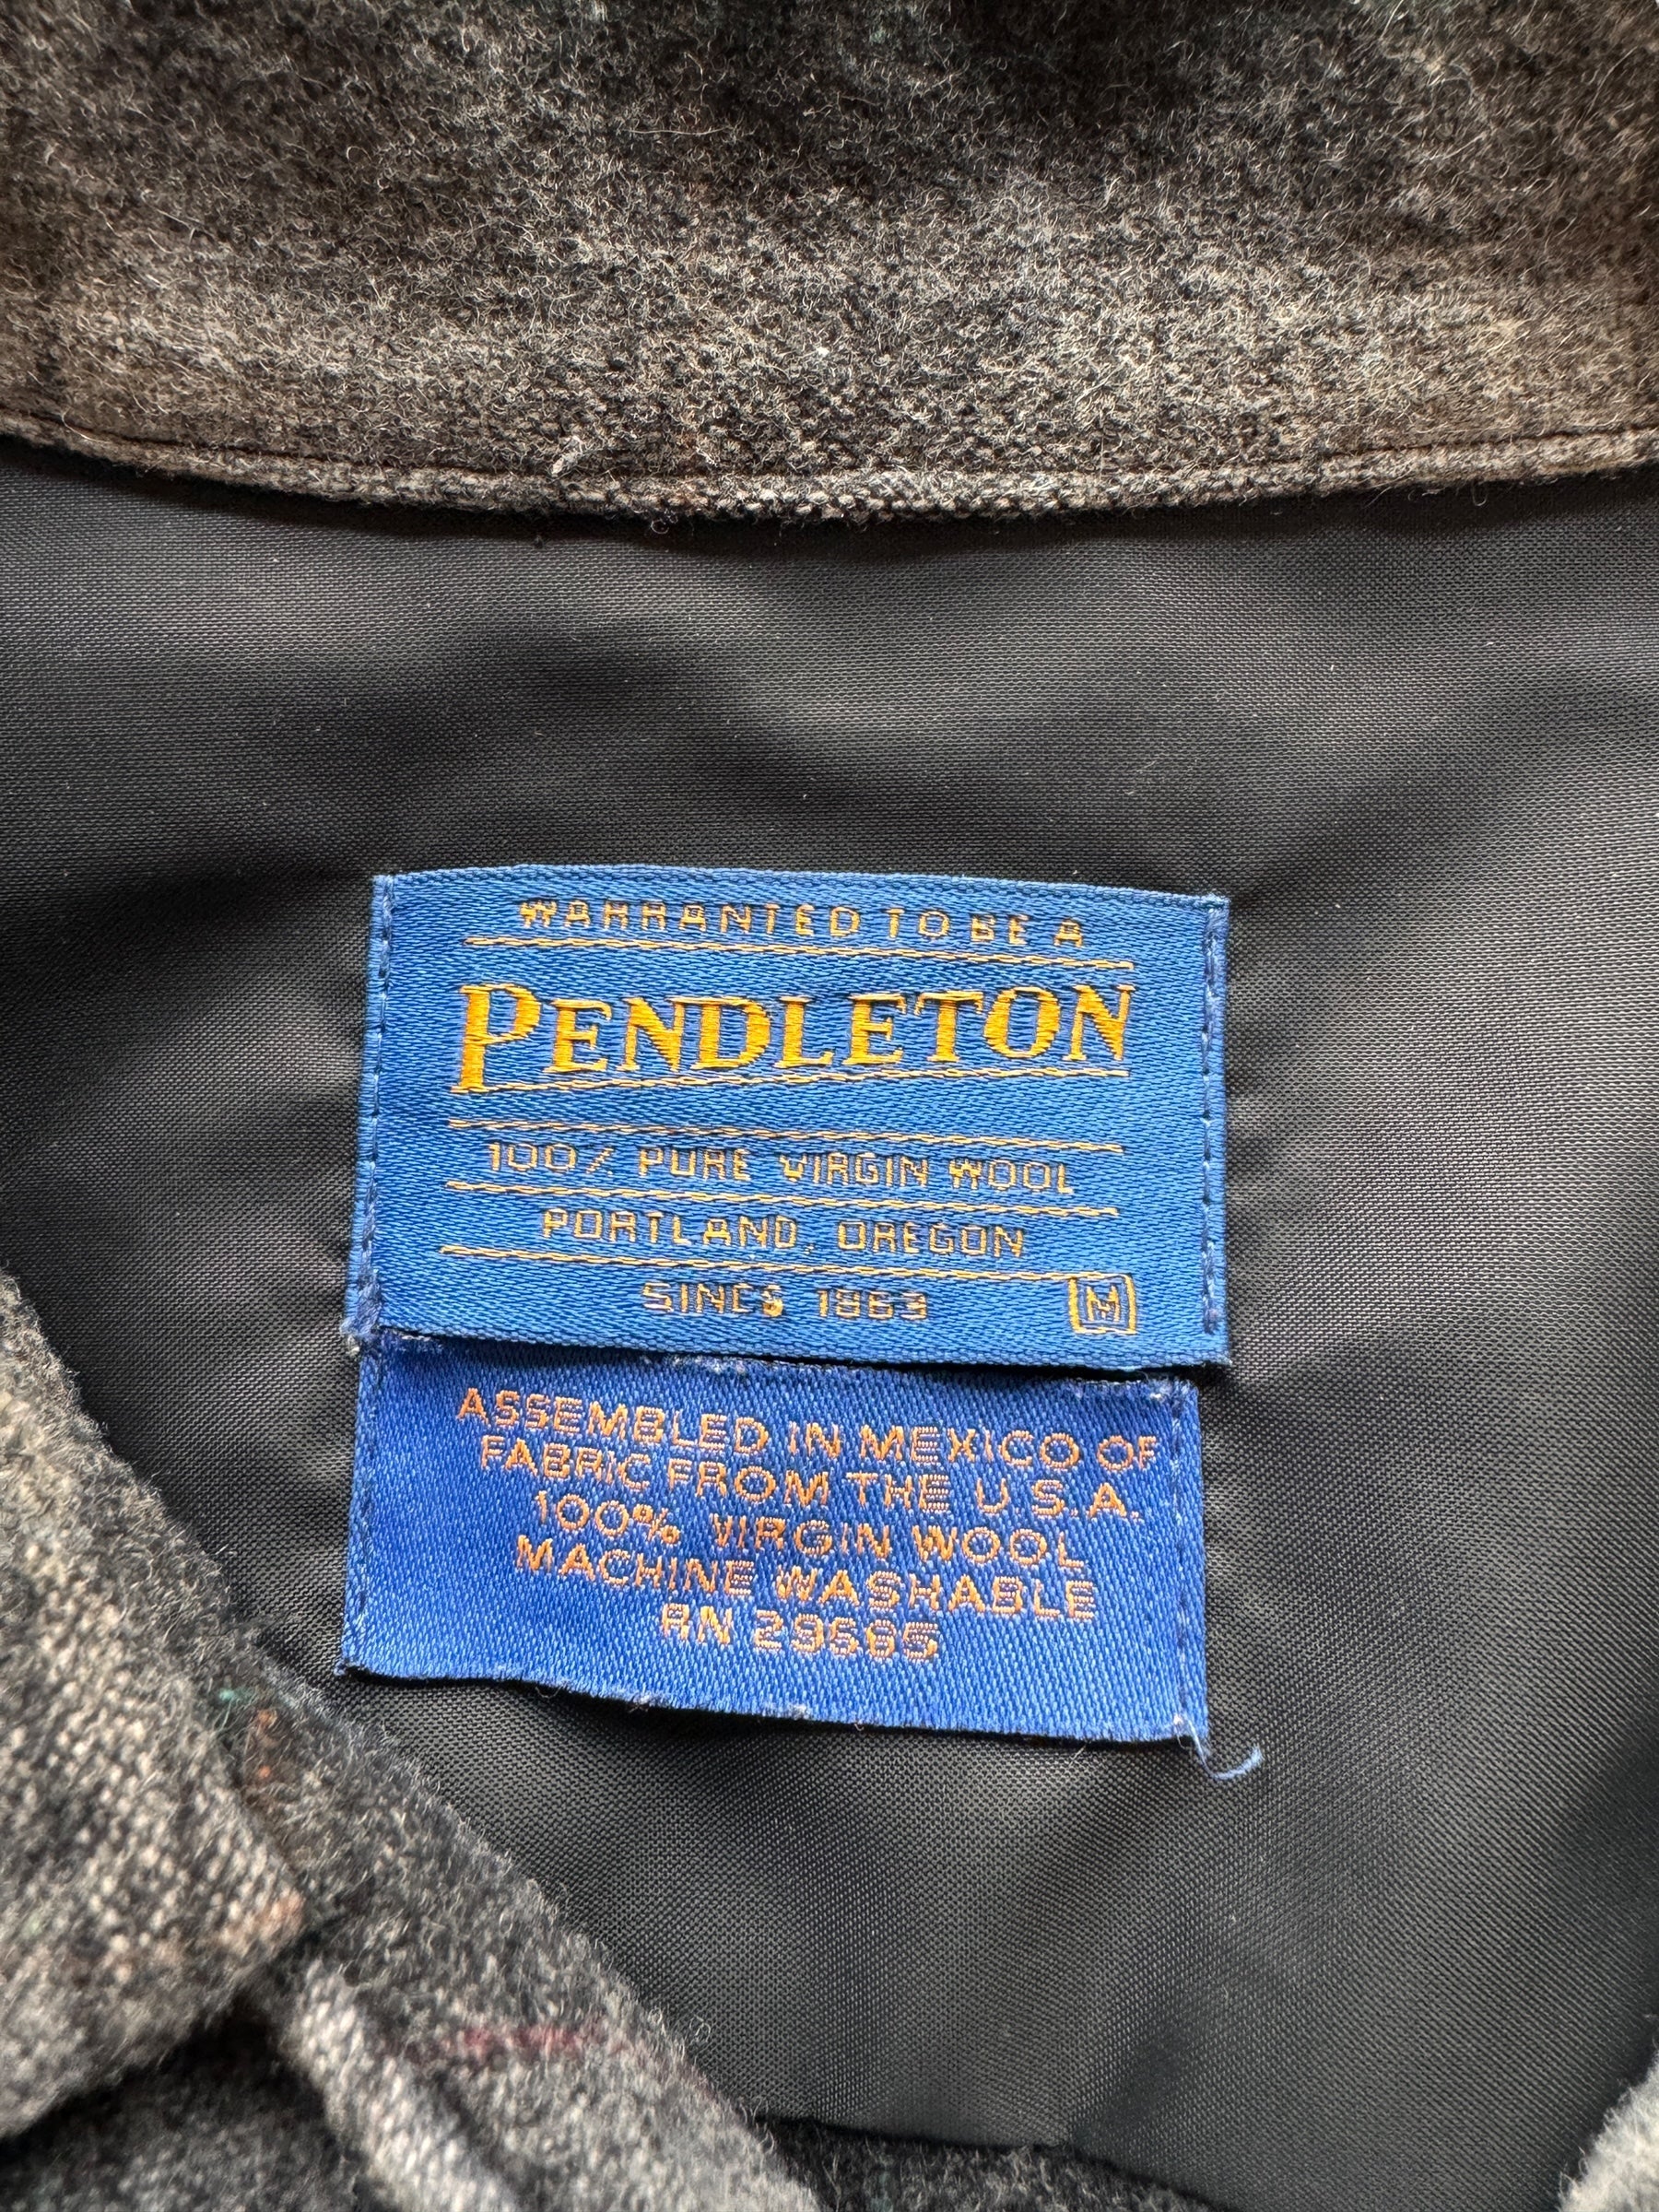 WARRANTED TO BE A
PENDLETON
100% PURE VIRGIN WOOL
PORTLAND, OREGON
SINCE 1863 M
ASSEMBLED IN MEXICO OF
FABRIC FROM THE U.S.A.
100% VIRGIN WOOL
MACHINE WASHABLE
RN 29685